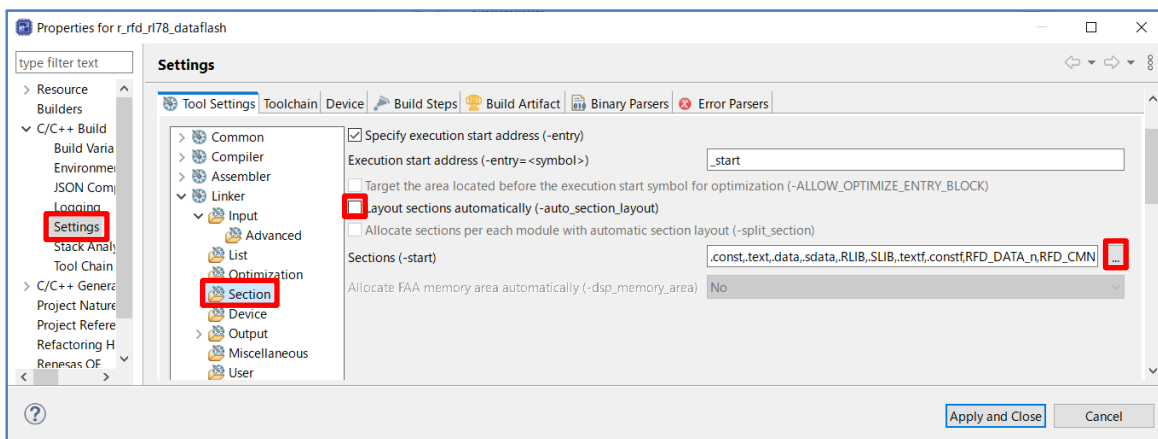 Properties for r_rfd_rl78_dataflash
type filter text
Settings
Resource
Builders
C/C++ Build
Build Varia
Environmen
JSON Com
Logging
Settings
Stack Analy
Tool Chain
C/C++ Genera
Project Nature
Project Refere
Refactoring H
Renesas QE
Tool Settings Toolchain Device Build Steps Build Artifact Binary Parsers Error Parsers
Common
Compiler
Assembler
Linker
Input
Advanced
List
Optimization
Section
Device
Output
Miscellaneous
User
Specify execution start address (-entry)
Execution start address (-entry=<symbol>) _start
Target the area located before the execution start symbol for optimization (-ALLOW_OPTIMIZE_ENTRY_BLOCK)
Layout sections automatically (-auto_section_layout)
Allocate sections per each module with automatic section layout (-split_section)
Sections (-start) .const,.text,.data,.sdata,.RLIB,.SLIB,.textf,.constf,RFD_DATA_n,RFD_CMN ...
Allocate FAA memory area automatically (-dsp_memory_area) No
Apply and Close Cancel